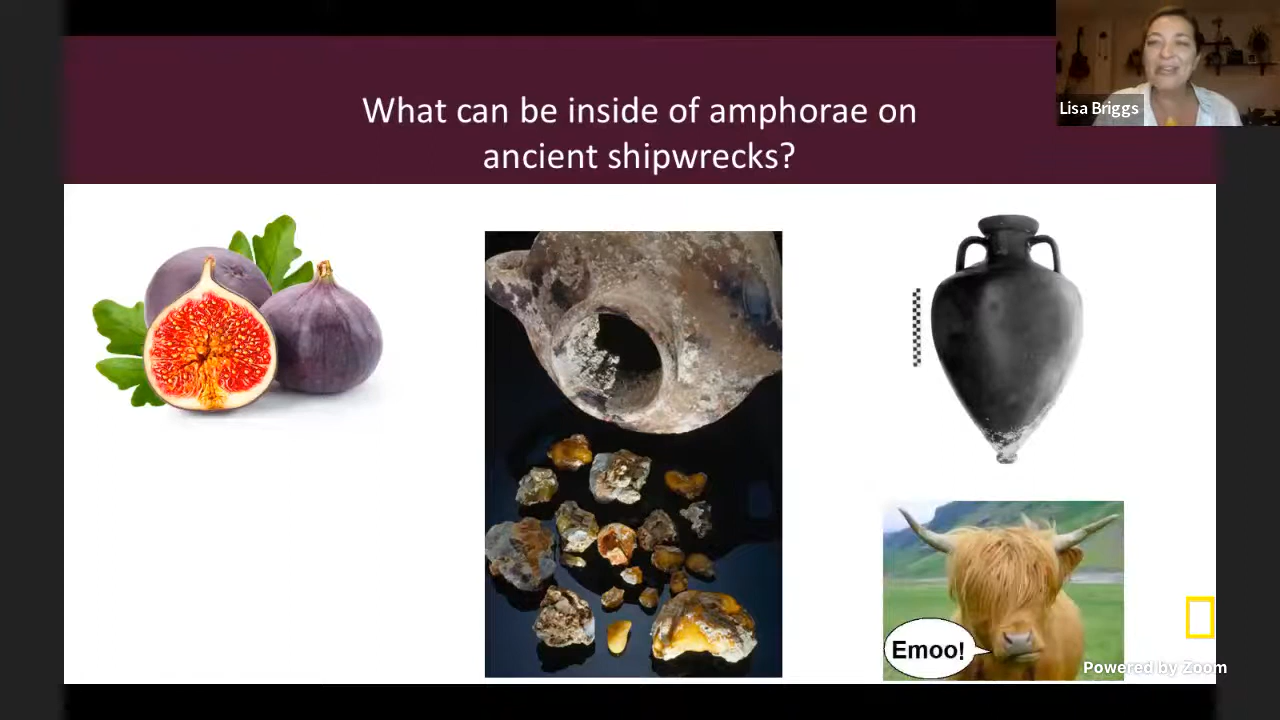 What can be inside of amphorae on
ancient shipwrecks?
Lisa Briggs
Emoo!
Powered by Zoom